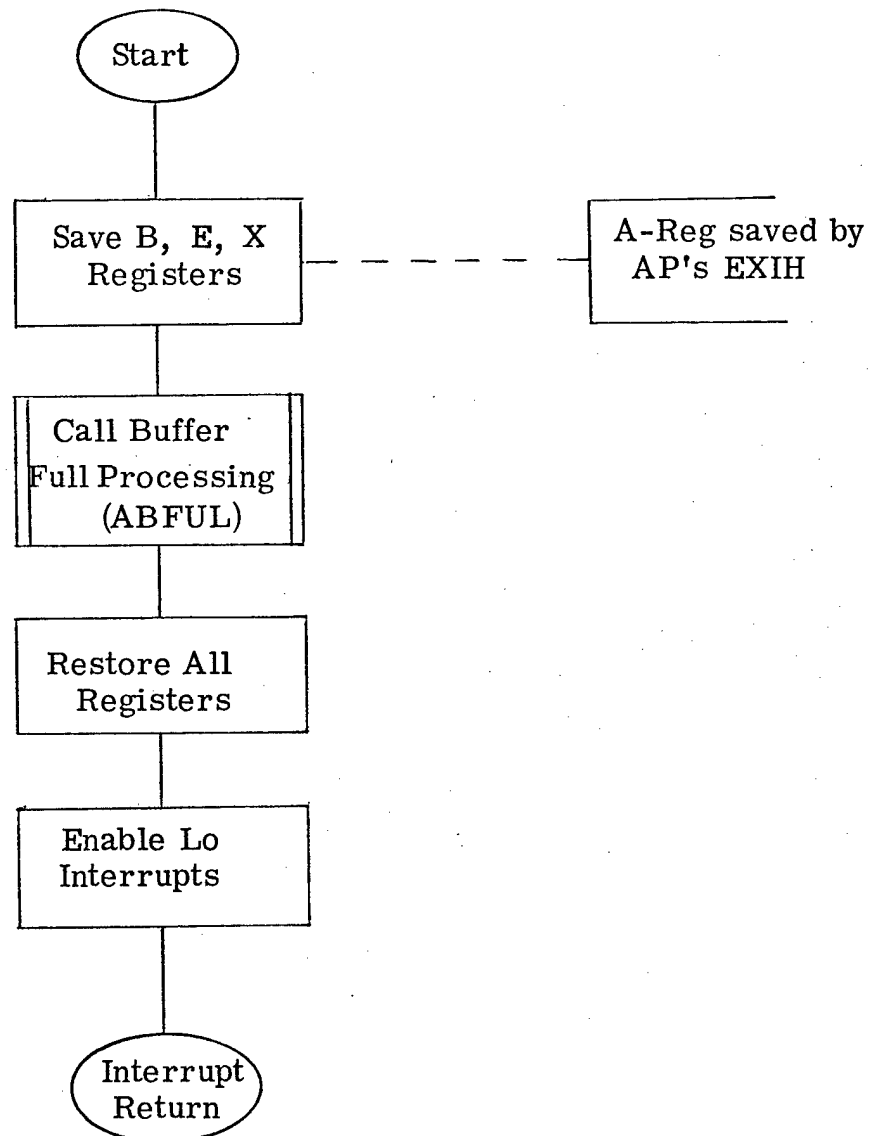 Start
Save B, E, X
Registers
A-Reg saved by
AP's EXIH
Call Buffer
Full Processing
(ABFUL)
Restore All
Registers
Enable Lo
Interrupts
Interrupt
Return